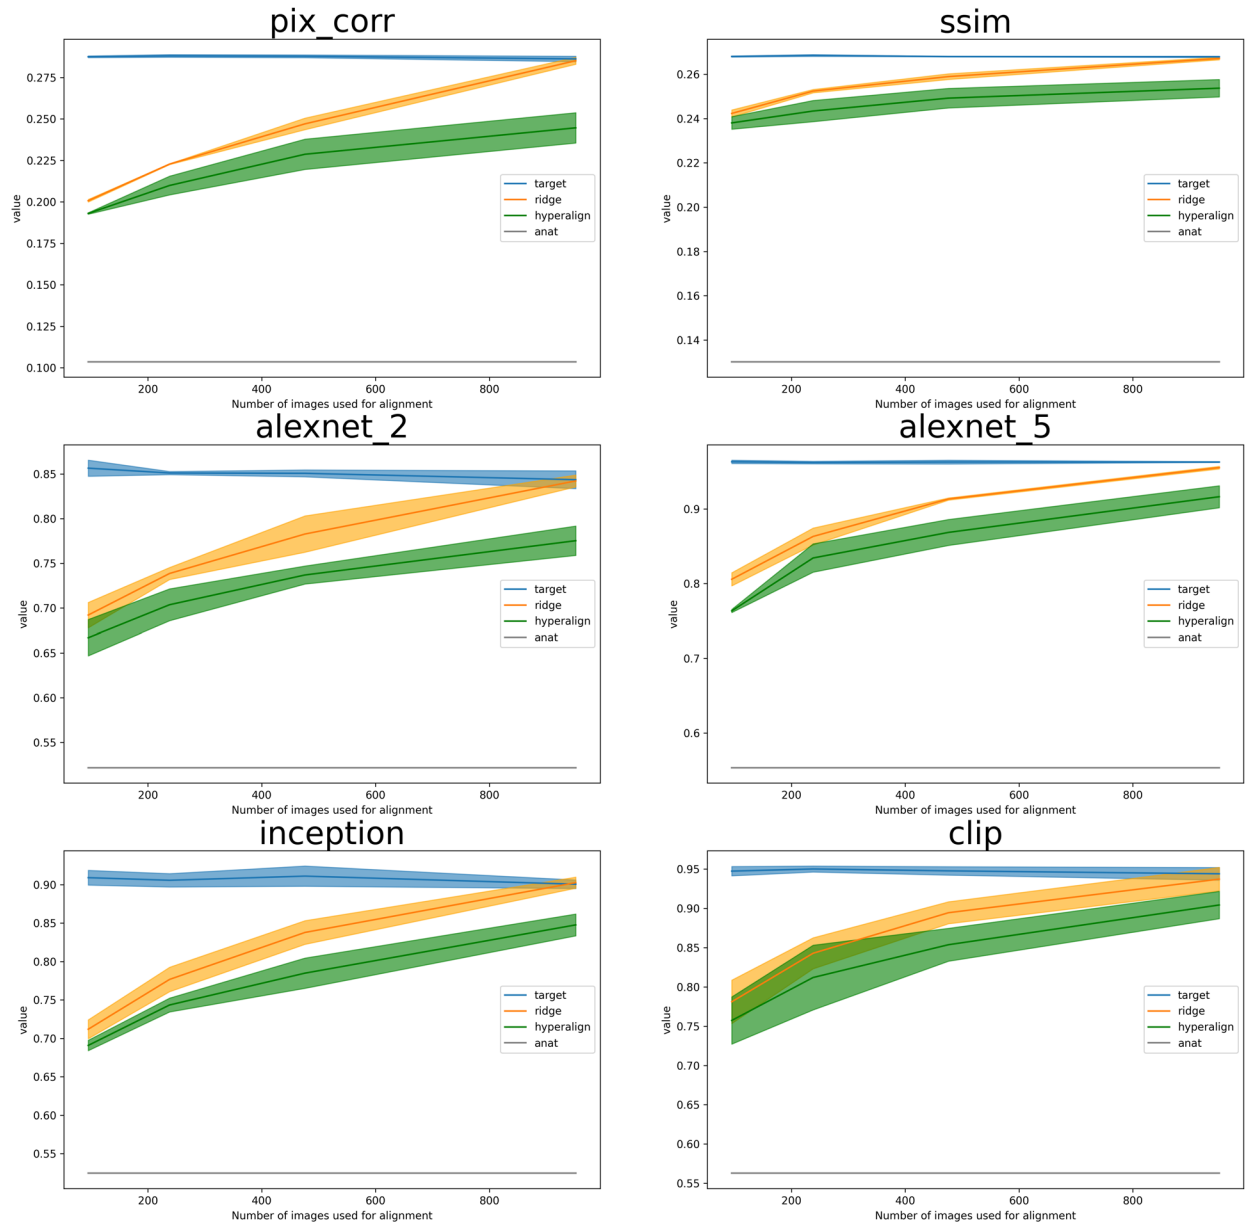 pix_corr
0.275
0.250
0.225
0.200
0.175
0.150
0.125
0.100
value
target
ridge
hyperalign
anat
200
400
600
800
Number of images used for alignment
ssim
0.26
0.24
0.22
0.20
0.18
0.16
0.14
value
target
ridge
hyperalign
anat
200
400
600
800
Number of images used for alignment
alexnet_2
0.85
0.80
0.75
0.70
0.65
0.60
0.55
value
target
ridge
hyperalign
anat
200
400
600
800
Number of images used for alignment
alexnet_5
0.9
0.8
0.7
0.6
value
target
ridge
hyperalign
anat
200
400
600
800
Number of images used for alignment
inception
0.90
0.85
0.80
0.75
0.70
0.65
0.60
0.55
value
target
ridge
hyperalign
anat
200
400
600
800
Number of images used for alignment
clip
0.95
0.90
0.85
0.80
0.75
0.70
0.65
0.60
0.55
value
target
ridge
hyperalign
anat
200
400
600
800
Number of images used for alignment